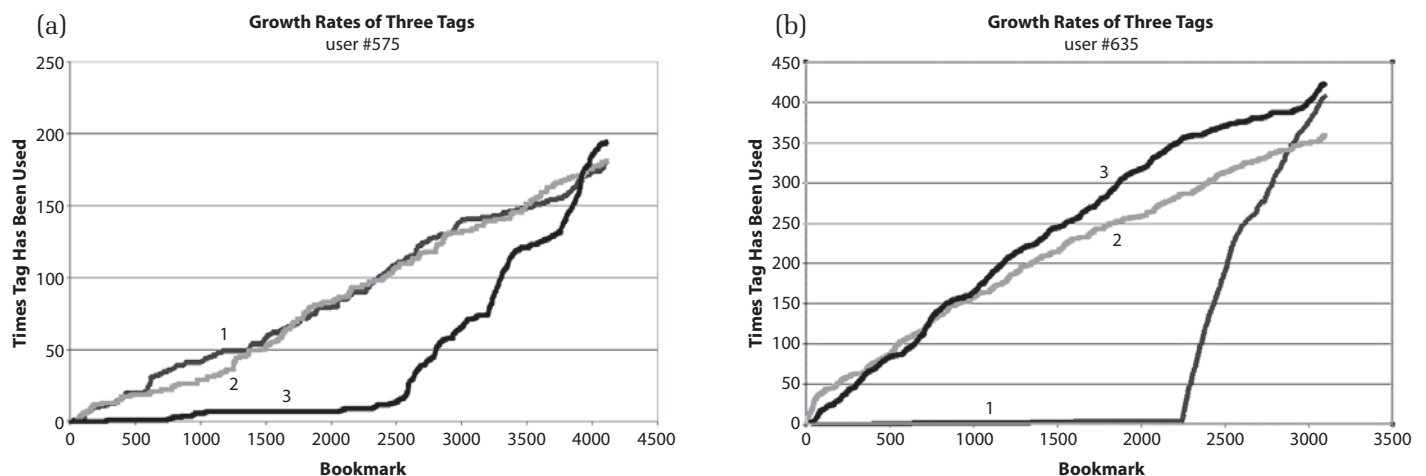 (a)
Growth Rates of Three Tags
user #575
250
200
150
100
50
0
Times Tag Has Been Used
1
2
3
0 500 1000 1500 2000 2500 3000 3500 4000 4500
Bookmark
(b)
Growth Rates of Three Tags
user #635
450
400
350
300
250
200
150
100
50
0
Times Tag Has Been Used
3
2
1
0 500 1000 1500 2000 2500 3000 3500
Bookmark